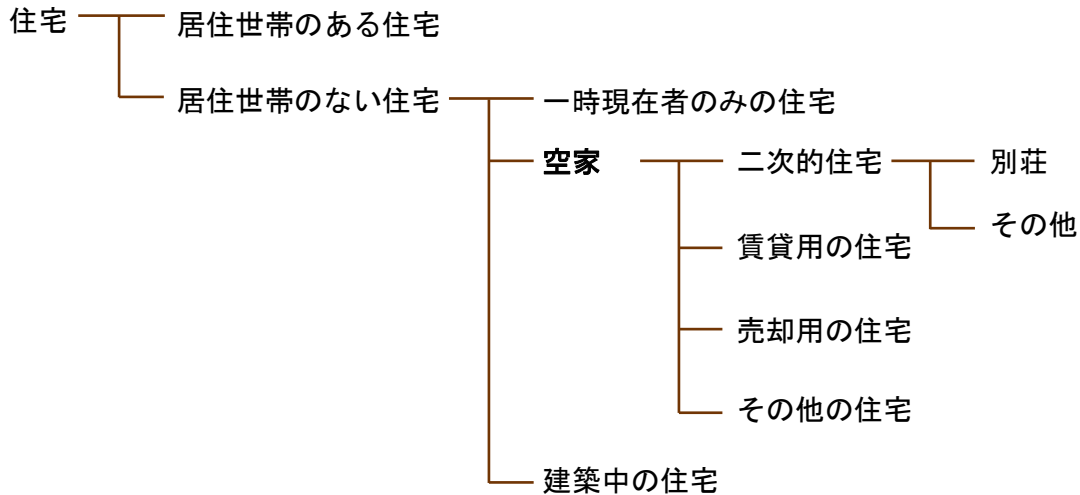 住宅
居住世帯のある住宅
居住世帯のない住宅
一時現在者のみの住宅
空家
二次的住宅
別荘
その他
賃貸用の住宅
売却用の住宅
その他の住宅
建築中の住宅